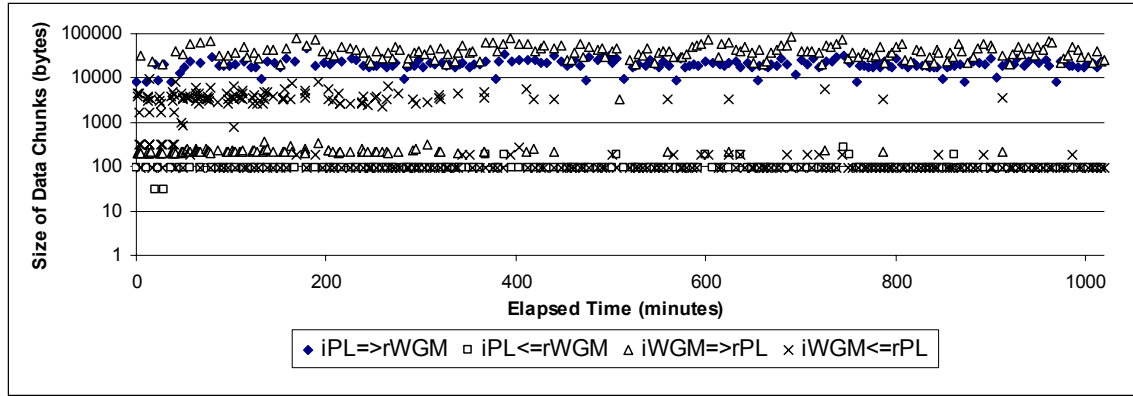 Size of Data Chunks (bytes)
100000
10000
1000
100
10
1
0 200 400 600 800 1000
Elapsed Time (minutes)
iPL=>rWGM iPL<=rWGM iWGM=>rPL iWGM<=rPL